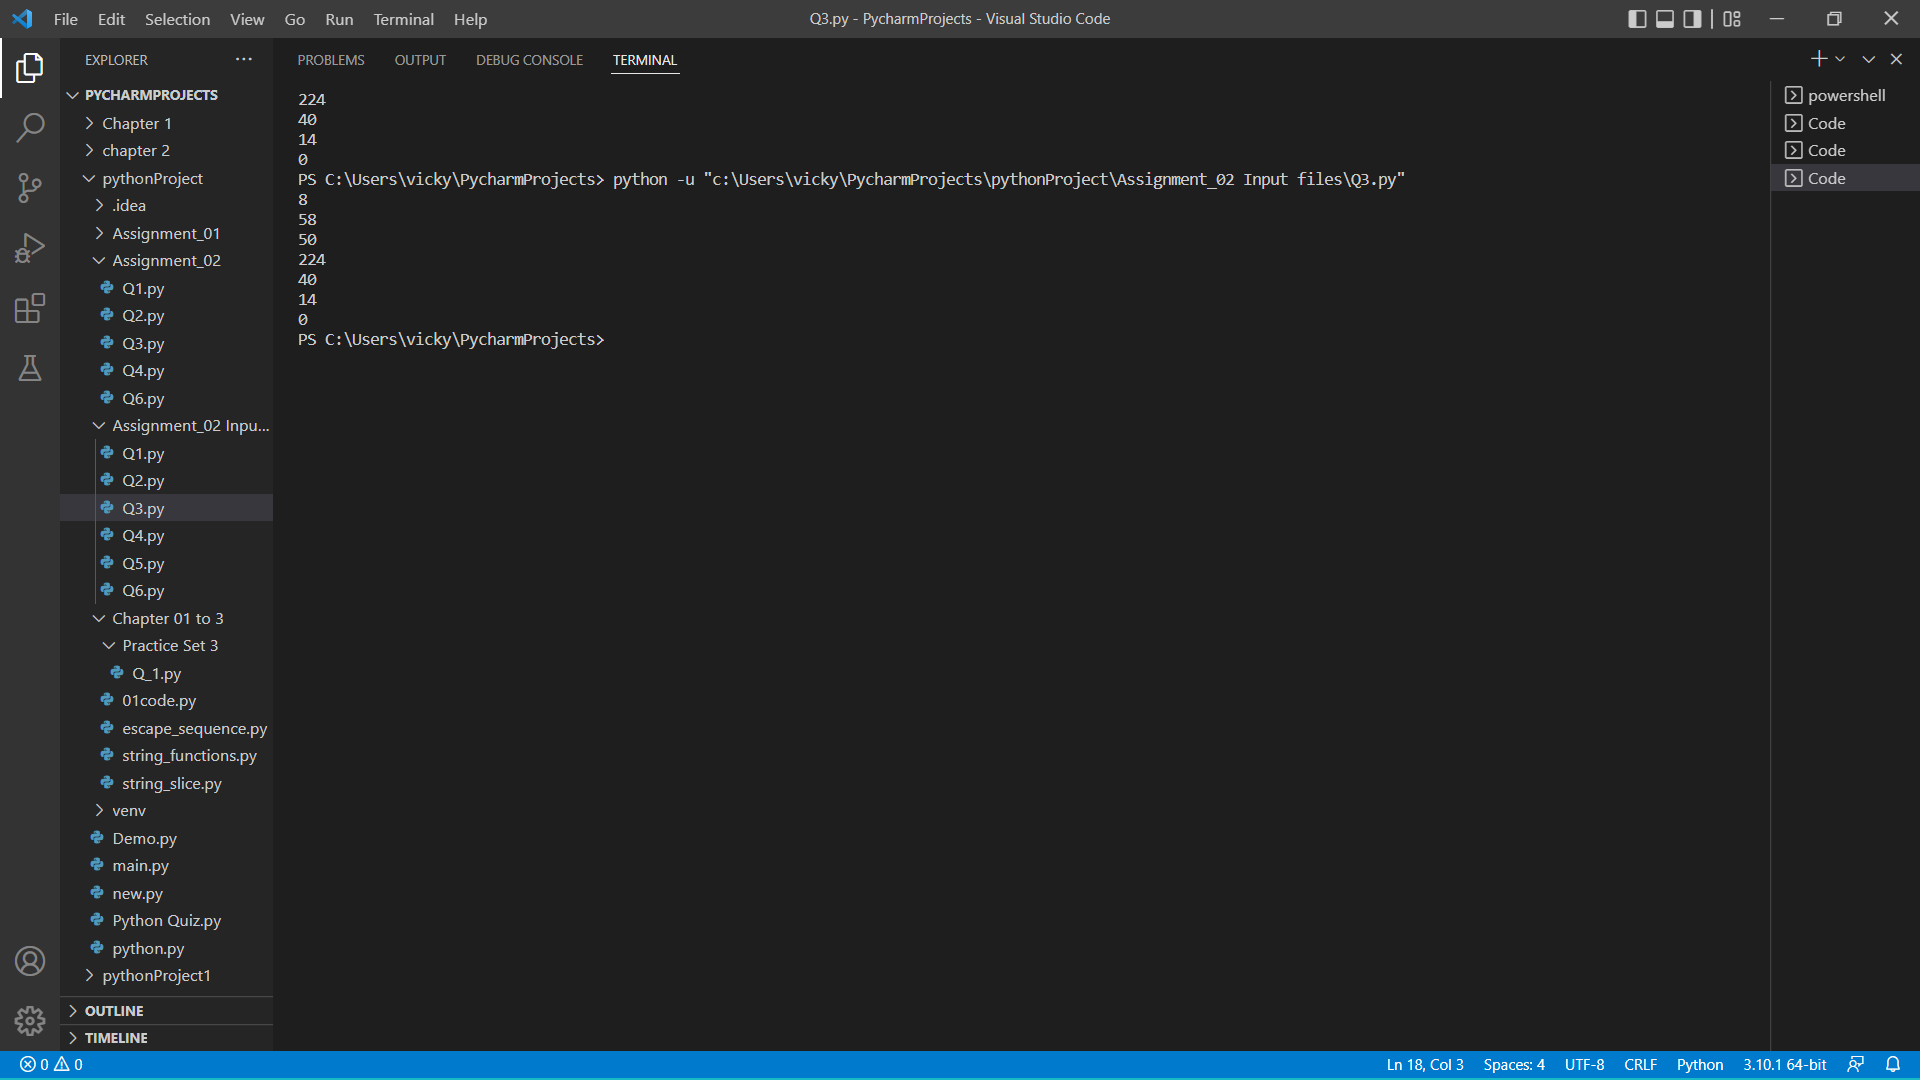 File Edit Selection View Go Run Terminal Help
Q3.py - PycharmProjects - Visual Studio Code
EXPLORER
PYCHARMPROJECTS
Chapter 1
chapter 2
pythonProject
.idea
Assignment_01
Assignment_02
Q1.py
Q2.py
Q3.py
Q4.py
Q6.py
Assignment_02 Inpu...
Q1.py
Q2.py
Q3.py
Q4.py
Q5.py
Q6.py
Chapter 01 to 3
Practice Set 3
Q_1.py
01code.py
escape_sequence.py
string_functions.py
string_slice.py
venv
Demo.py
main.py
new.py
Python Quiz.py
python.py
pythonProject1
OUTLINE
TIMELINE
PROBLEMS OUTPUT DEBUG CONSOLE TERMINAL
224
40
14
0
PS C:\Users\vicky\PycharmProjects> python -u "c:\Users\vicky\PycharmProjects\pythonProject\Assignment_02 Input files\Q3.py"
8
58
50
224
40
14
0
PS C:\Users\vicky\PycharmProjects>
powershell
Code
Code
Code
0 0
Ln 18, Col 3 Spaces: 4 UTF-8 CRLF Python 3.10.1 64-bit